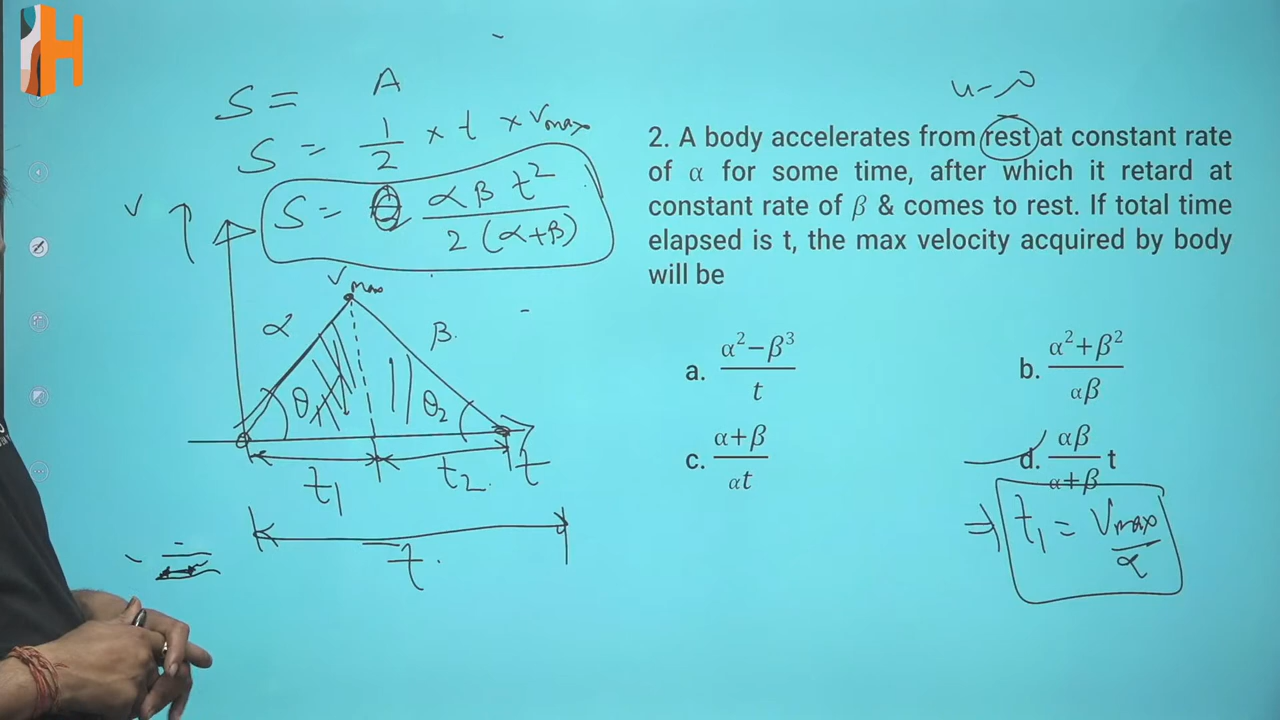 H
u→0
S = A
S = 1/2 × t × Vmax
S = αβt²/2(α+β)
V ↑
Vmax
α
β
θ1
θ2
t1
t2
t
t
2. A body accelerates from rest at constant rate
of α for some time, after which it retard at
constant rate of β & comes to rest. If total time
elapsed is t, the max velocity acquired by body
will be
a. α²−β³/t
b. α²+β²/αβ
c. α+β/αt
d. αβ/α+β t
⇒ t1 = Vmax/α